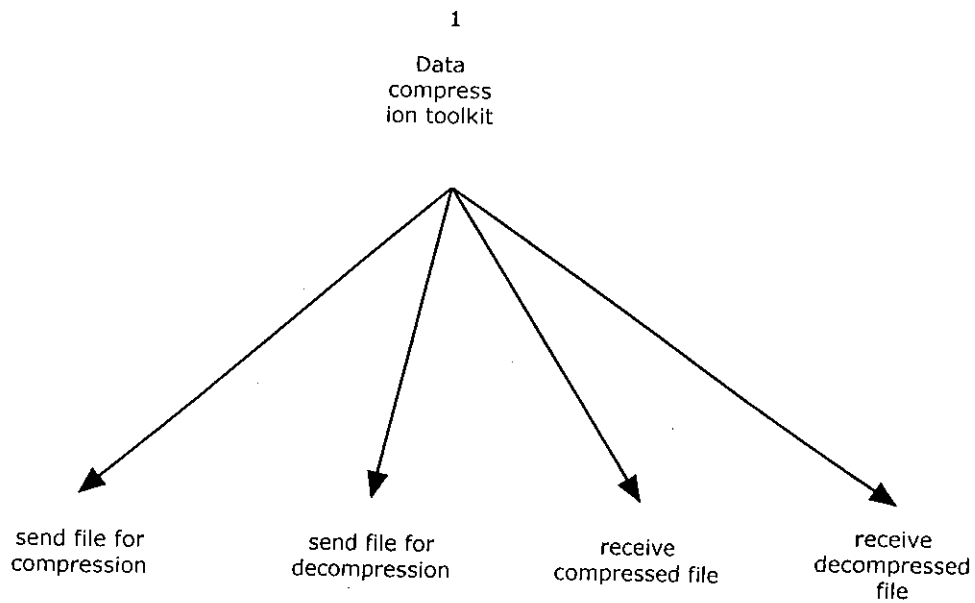 1
Data
compress
ion toolkit
send file for
compression
send file for
decompression
receive
compressed file
receive
decompressed
file